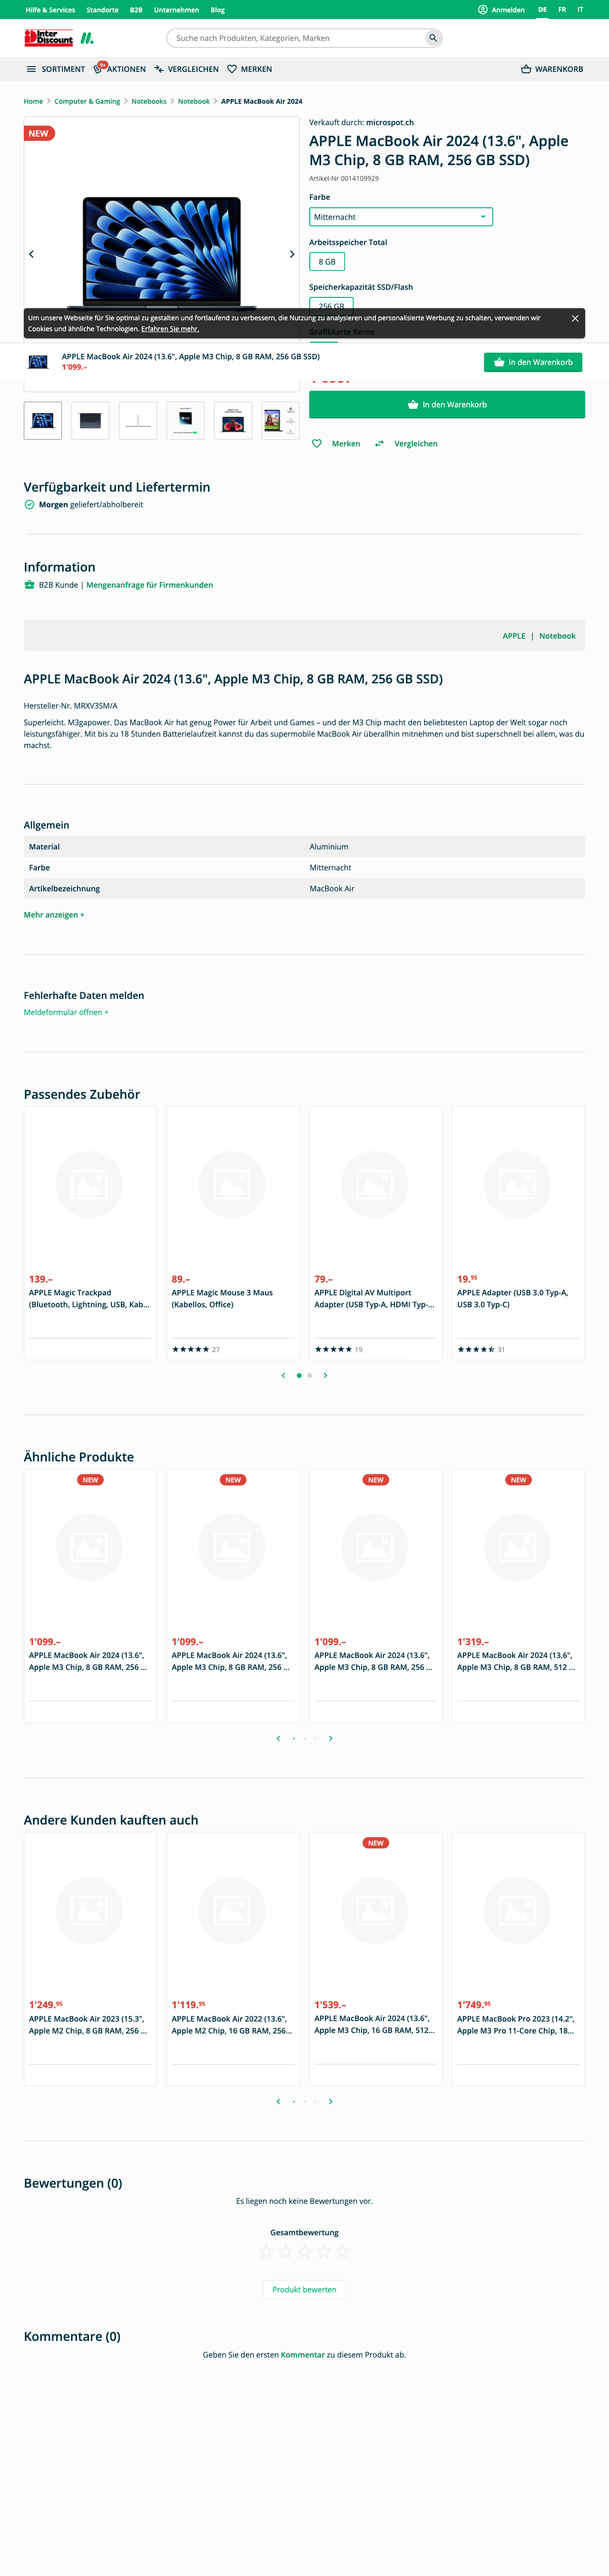 Hilfe & Services Standorte B2B Unternehmen Blog Anmelden DE FR IT
Inter Discount Suche nach Produkten, Kategorien, Marken
SORTIMENT 9+ AKTIONEN VERGLEICHEN MERKEN WARENKORB
Home > Computer & Gaming > Notebooks > Notebook > APPLE MacBook Air 2024
NEW
Verkauft durch: microspot.ch
APPLE MacBook Air 2024 (13.6", Apple
M3 Chip, 8 GB RAM, 256 GB SSD)
Artikel-Nr 0014109929
Farbe
Mitternacht
Arbeitsspeicher Total
8 GB
Speicherkapazität SSD/Flash
256 GB
Um unsere Webseite für Sie optimal zu gestalten und fortlaufend zu verbessern, die Nutzung zu analysieren und personalisierte Werbung zu schalten, verwenden wir
Cookies und ähnliche Technologien. Erfahren Sie mehr.
Grafikkarte Kerne
APPLE MacBook Air 2024 (13.6", Apple M3 Chip, 8 GB RAM, 256 GB SSD)
1'099.–
In den Warenkorb
In den Warenkorb
Merken Vergleichen
Verfügbarkeit und Liefertermin
Morgen geliefert/abholbereit
Information
B2B Kunde | Mengenanfrage für Firmenkunden
APPLE | Notebook
APPLE MacBook Air 2024 (13.6", Apple M3 Chip, 8 GB RAM, 256 GB SSD)
Hersteller-Nr. MRXV3SM/A
Superleicht. M3gapower. Das MacBook Air hat genug Power für Arbeit und Games – und der M3 Chip macht den beliebtesten Laptop der Welt sogar noch
leistungsfähiger. Mit bis zu 18 Stunden Batterielaufzeit kannst du das supermobile MacBook Air überallhin mitnehmen und bist superschnell bei allem, was du
machst.
Allgemein
Material Aluminium
Farbe Mitternacht
Artikelbezeichnung MacBook Air
Mehr anzeigen +
Fehlerhafte Daten melden
Meldeformular öffnen +
Passendes Zubehör
139.– 89.– 79.– 19.95
APPLE Magic Trackpad APPLE Magic Mouse 3 Maus APPLE Digital AV Multiport APPLE Adapter (USB 3.0 Typ-A,
(Bluetooth, Lightning, USB, Kab... (Kabellos, Office) Adapter (USB Typ-A, HDMI Typ-... USB 3.0 Typ-C)
27 19 31
Ähnliche Produkte
NEW NEW NEW NEW
1'099.– 1'099.– 1'099.– 1'319.–
APPLE MacBook Air 2024 (13.6", APPLE MacBook Air 2024 (13.6", APPLE MacBook Air 2024 (13.6", APPLE MacBook Air 2024 (13.6",
Apple M3 Chip, 8 GB RAM, 256 ... Apple M3 Chip, 8 GB RAM, 256 ... Apple M3 Chip, 8 GB RAM, 256 ... Apple M3 Chip, 8 GB RAM, 512 ...
Andere Kunden kauften auch
NEW
1'249.95 1'119.95 1'539.– 1'749.95
APPLE MacBook Air 2023 (15.3", APPLE MacBook Air 2022 (13.6", APPLE MacBook Air 2024 (13.6", APPLE MacBook Pro 2023 (14.2",
Apple M2 Chip, 8 GB RAM, 256 ... Apple M2 Chip, 16 GB RAM, 256... Apple M3 Chip, 16 GB RAM, 512... Apple M3 Pro 11-Core Chip, 18...
Bewertungen (0)
Es liegen noch keine Bewertungen vor.
Gesamtbewertung
Produkt bewerten
Kommentare (0)
Geben Sie den ersten Kommentar zu diesem Produkt ab.